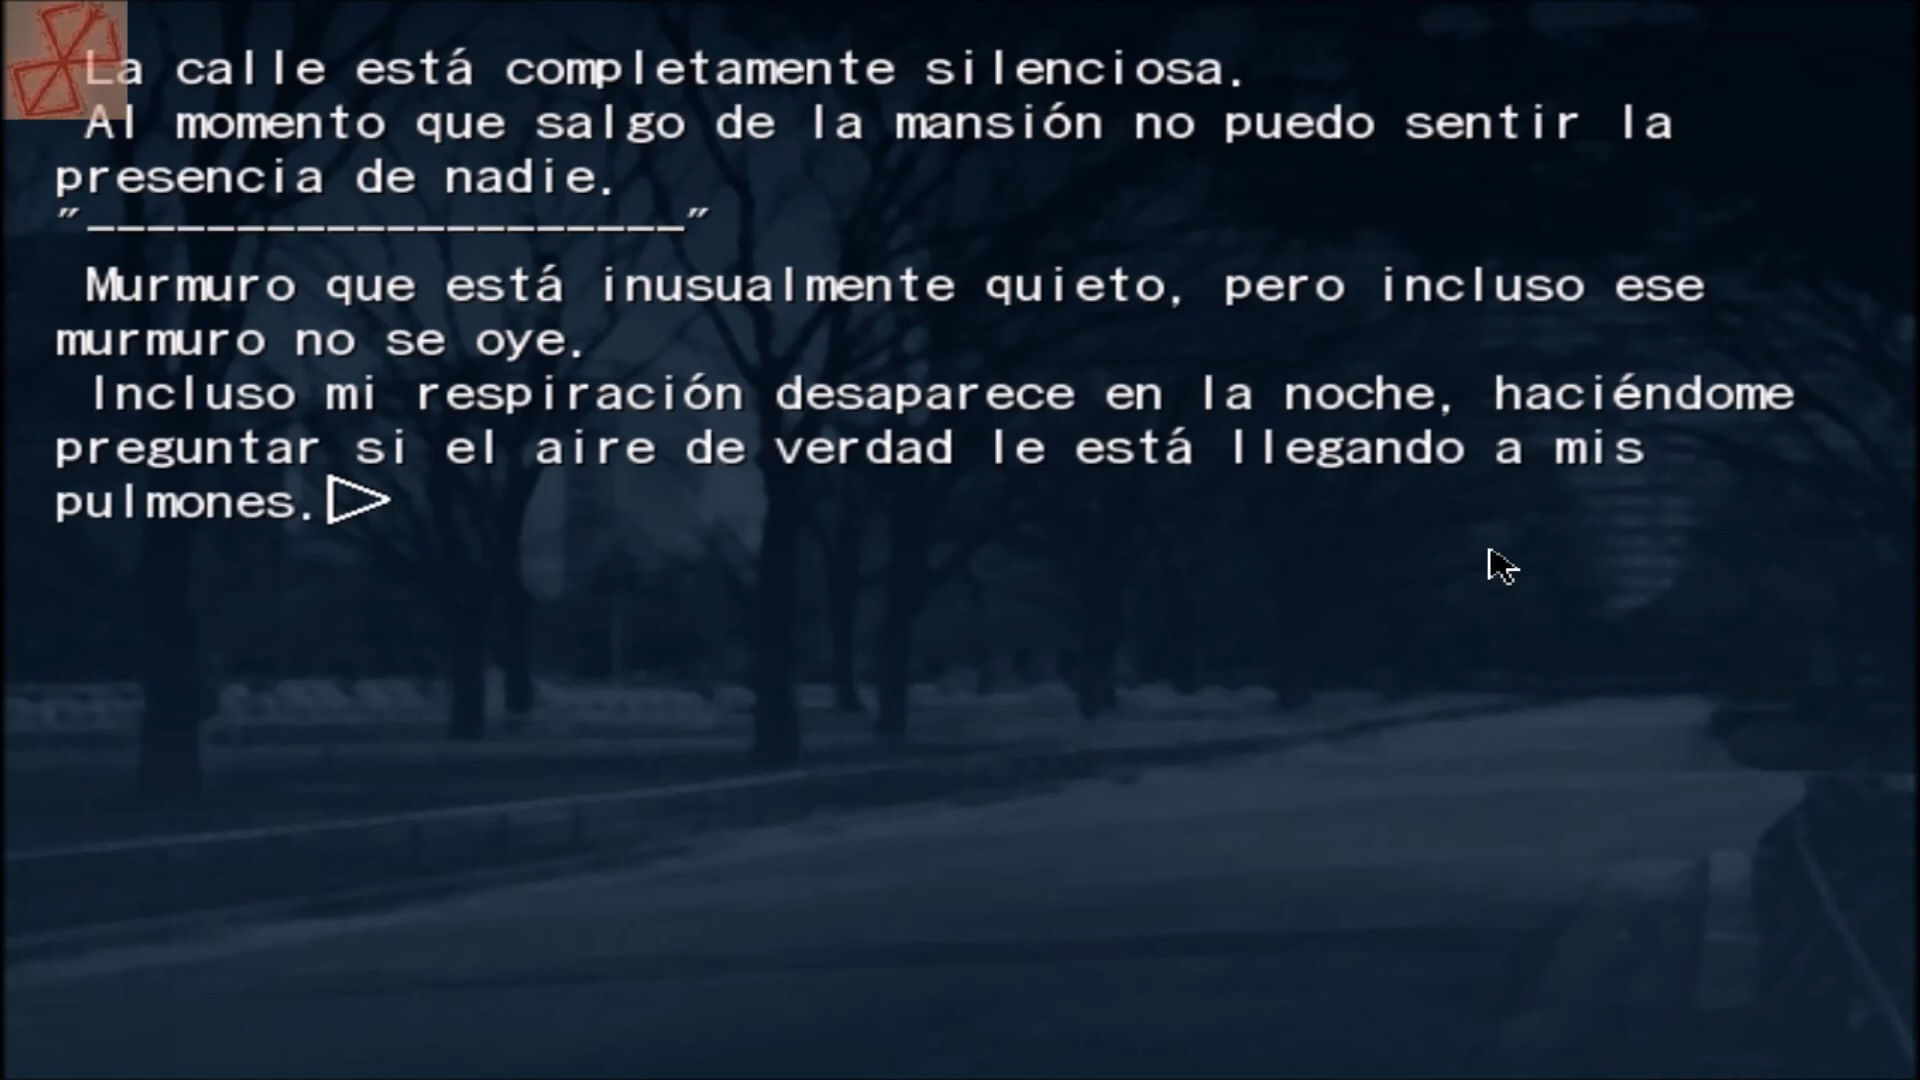 La calle está completamente silenciosa.
Al momento que salgo de la mansión no puedo sentir la
presencia de nadie.
"____________________"
Murmuro que está inusualmente quieto, pero incluso ese
murmuro no se oye.
Incluso mi respiración desaparece en la noche, haciéndome
preguntar si el aire de verdad le está llegando a mis
pulmones.